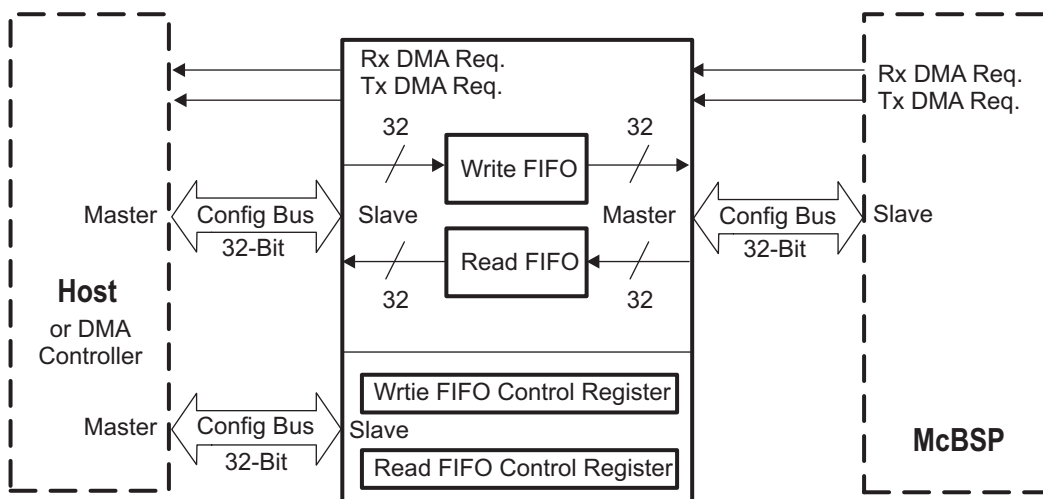 Rx DMA Req.
Tx DMA Req.
Rx DMA Req.
Tx DMA Req.
32
32
Write FIFO
Master
Config Bus
Slave
Master
Config Bus
Slave
32-Bit
32-Bit
Read FIFO
32
32
Host
or DMA
Controller
Wrtie FIFO Control Register
Master
Config Bus
Slave
32-Bit
Read FIFO Control Register
McBSP